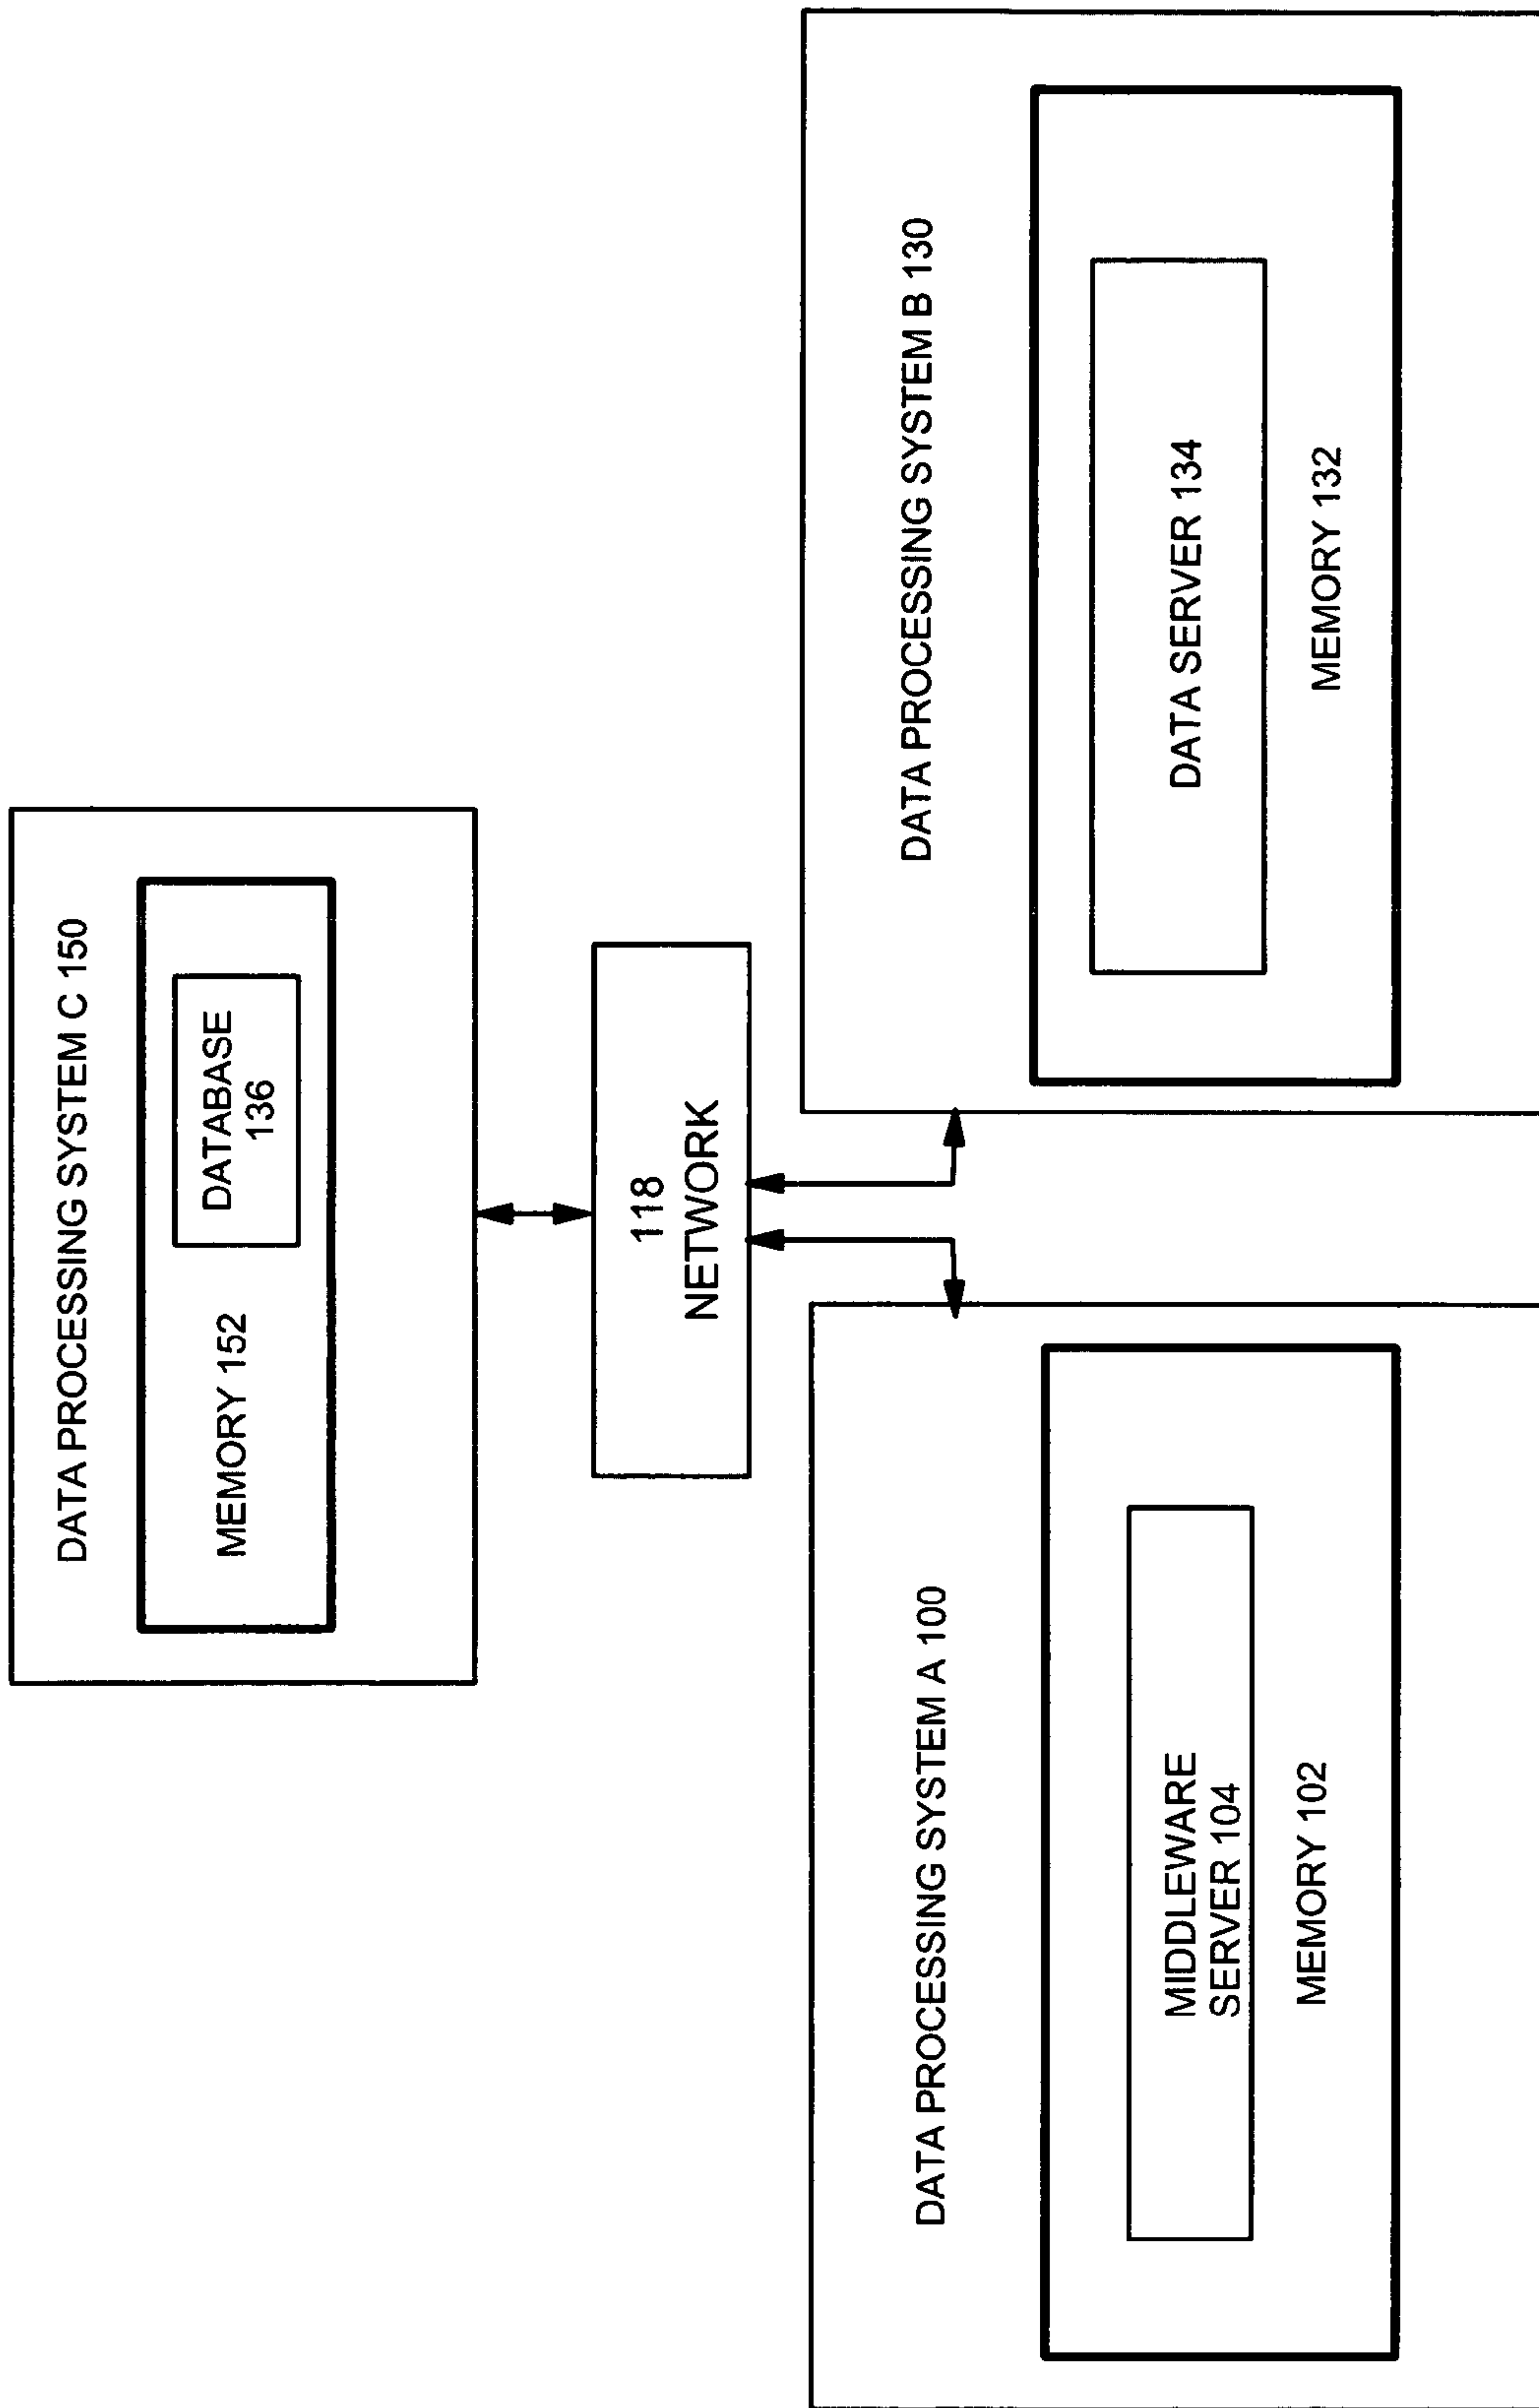 DATA PROCESSING SYSTEM C 150
MEMORY 152
DATABASE
136
118
NETWORK
DATA PROCESSING SYSTEM A 100
MIDDLEWARE
SERVER 104
MEMORY 102
DATA PROCESSING SYSTEM B 130
DATA SERVER 134
MEMORY 132